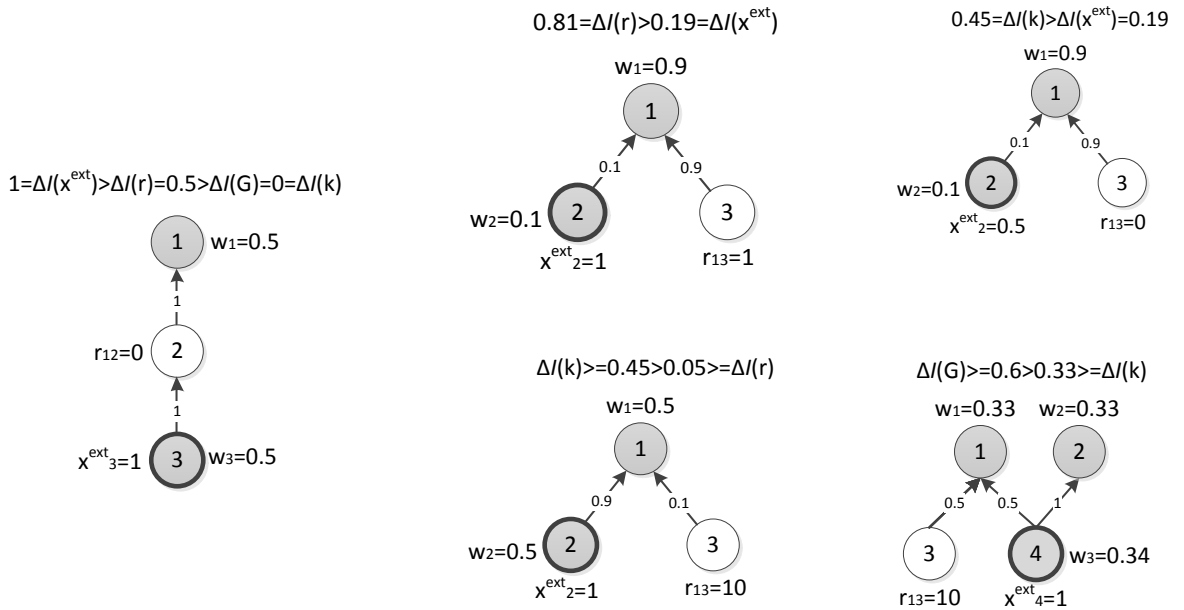 1=ΔI(x^ext)>ΔI(r)=0.5>ΔI(G)=0=ΔI(k)
1
w₁=0.5
1
r₁₂=0
2
1
x^ext₃=1
3
w₃=0.5
0.81=ΔI(r)>0.19=ΔI(x^ext)
w₁=0.9
1
0.1
0.9
w₂=0.1
2
3
x^ext₂=1
r₁₃=1
0.45=ΔI(k)>ΔI(x^ext)=0.19
w₁=0.9
1
0.1
0.9
w₂=0.1
2
3
x^ext₂=0.5
r₁₃=0
ΔI(k)>=0.45>0.05>=ΔI(r)
w₁=0.5
1
0.9
0.1
w₂=0.5
2
3
x^ext₂=1
r₁₃=10
ΔI(G)>=0.6>0.33>=ΔI(k)
w₁=0.33
w₂=0.33
1
2
0.5
0.5
1
3
4
w₃=0.34
r₁₃=10
x^ext₄=1